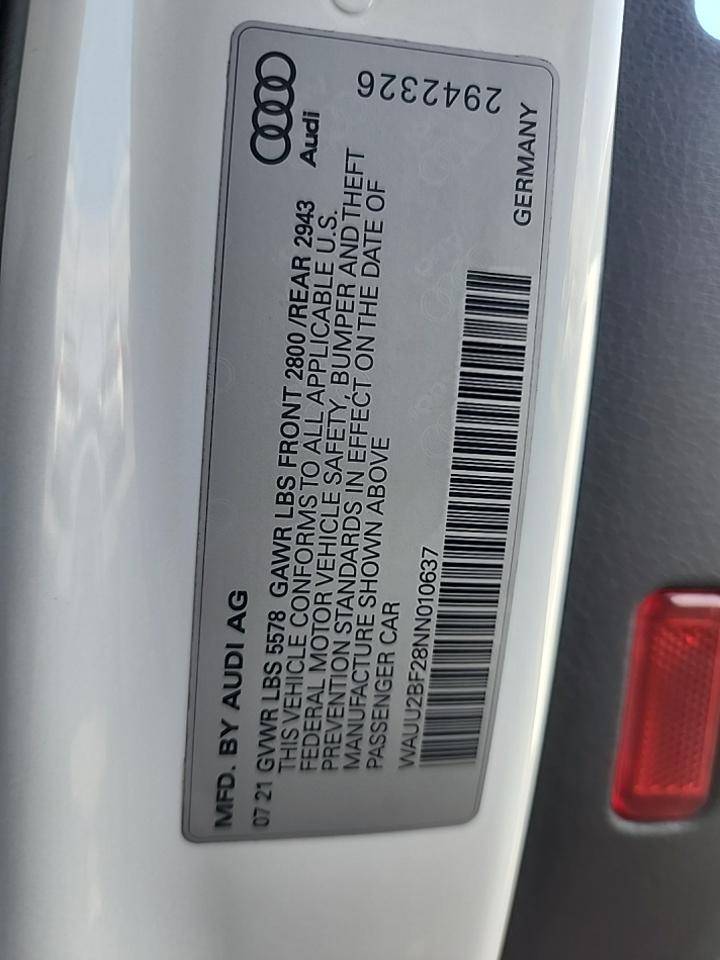 MFD. BY AUDI AG
07 21 GVWR LBS 5578 GAWR LBS FRONT 2800 /REAR 2943
THIS VEHICLE CONFORMS TO ALL APPLICABLE U.S.
FEDERAL MOTOR VEHICLE SAFETY, BUMPER AND THEFT
PREVENTION STANDARDS IN EFFECT ON THE DATE OF
MANUFACTURE SHOWN ABOVE
PASSENGER CAR
WAUU2BF28NN010637
Audi
2942326
GERMANY